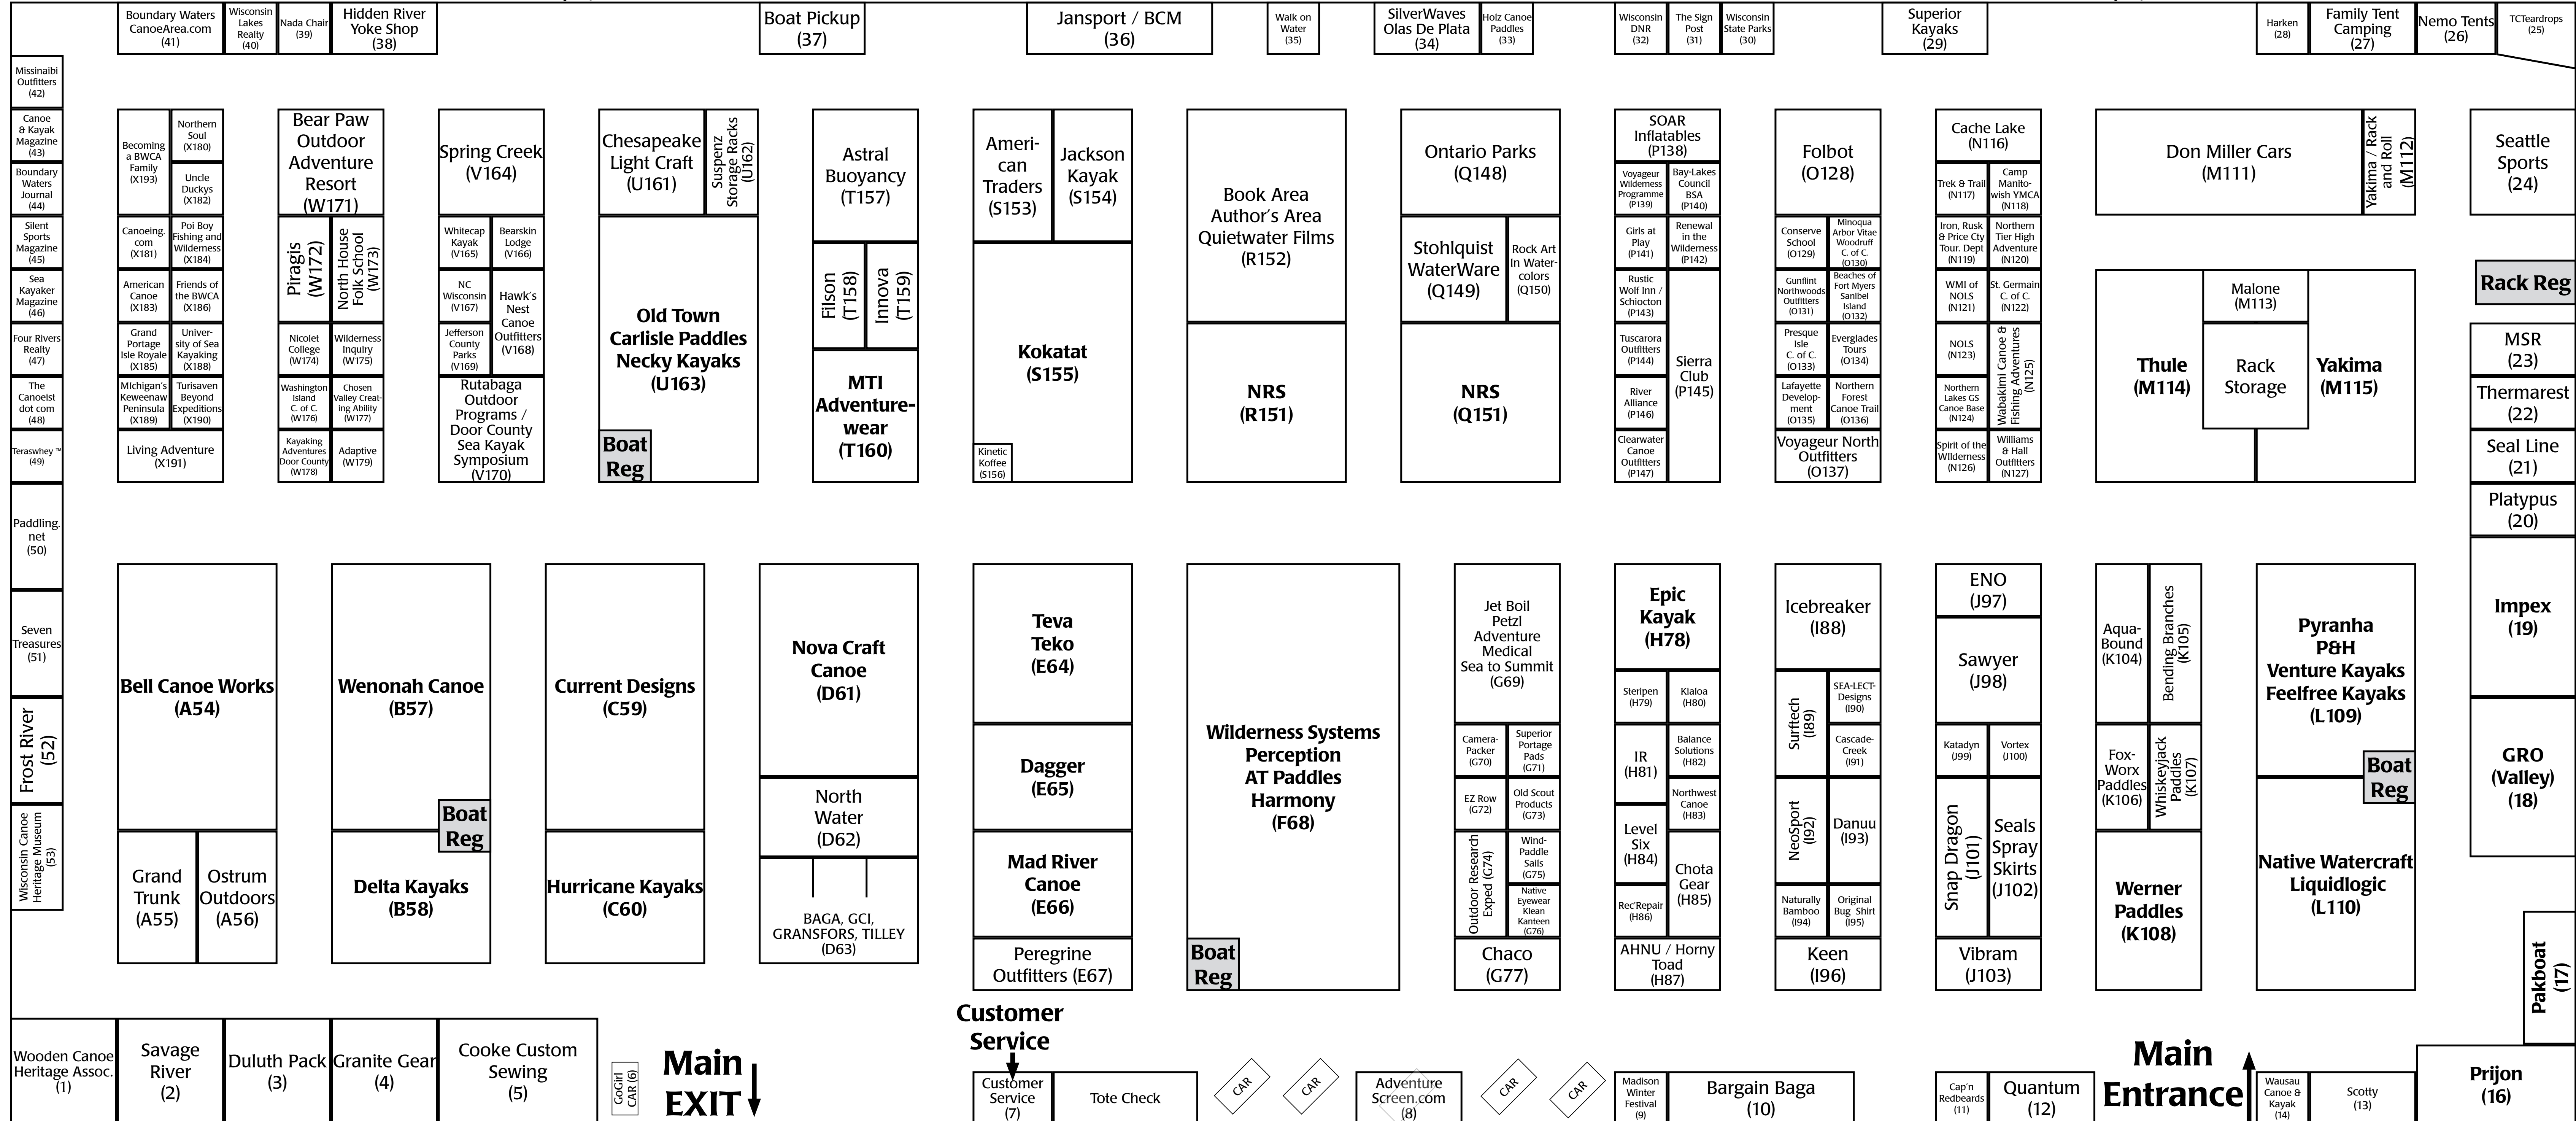 Boundary Waters
CanoeArea.com
(41)
Wisconsin
Lakes
Realty
(40)
Nada Chair
(39)
Hidden River
Yoke Shop
(38)
Boat Pickup
(37)
Jansport / BCM
(36)
Walk on
Water
(35)
SilverWaves
Olas De Plata
(34)
Holz Canoe
Paddles
(33)
Wisconsin
DNR
(32)
The Sign
Post
(31)
Wisconsin
State Parks
(30)
Superior
Kayaks
(29)
Harken
(28)
Family Tent
Camping
(27)
Nemo Tents
(26)
TCTeardrops
(25)
Missinaibi
Outfitters
(42)
Canoe
& Kayak
Magazine
(43)
Boundary
Waters
Journal
(44)
Silent
Sports
Magazine
(45)
Sea
Kayaker
Magazine
(46)
Four Rivers
Realty
(47)
The
Canoeist
dot com
(48)
Teraswhey ™
(49)
Paddling.
net
(50)
Seven
Treasures
(51)
Frost River
(52)
Wisconsin Canoe
Heritage Museum
(53)
Becoming
a BWCA
Family
(X193)
Northern
Soul
(X180)
Uncle
Duckys
(X182)
Canoeing.
com
(X181)
Poi Boy
Fishing and
Wilderness
(X184)
American
Canoe
(X183)
Friends of
the BWCA
(X186)
Grand
Portage
Isle Royale
(X185)
Univer-
sity of Sea
Kayaking
(X188)
MIchigan's
Keweenaw
Peninsula
(X189)
Turisaven
Beyond
Expeditions
(X190)
Living Adventure
(X191)
Bear Paw
Outdoor
Adventure
Resort
(W171)
Piragis
(W172)
North House
Folk School
(W173)
Nicolet
College
(W174)
Wilderness
Inquiry
(W175)
Washington
Island
C. of C.
(W176)
Chosen
Valley Creat-
ing Ability
(W177)
Kayaking
Adventures
Door County
(W178)
Adaptive
(W179)
Spring Creek
(V164)
Whitecap
Kayak
(V165)
Bearskin
Lodge
(V166)
NC
Wisconsin
(V167)
Hawk's
Nest
Canoe
Outfitters
(V168)
Jefferson
County
Parks
(V169)
Rutabaga
Outdoor
Programs /
Door County
Sea Kayak
Symposium
(V170)
Chesapeake
Light Craft
(U161)
Suspenz
Storage Racks
(U162)
Old Town
Carlisle Paddles
Necky Kayaks
(U163)
Boat
Reg
Astral
Buoyancy
(T157)
Filson
(T158)
Innova
(T159)
MTI
Adventure-
wear
(T160)
Ameri-
can
Traders
(S153)
Jackson
Kayak
(S154)
Kokatat
(S155)
Kinetic
Koffee
(S156)
Book Area
Author's Area
Quietwater Films
(R152)
NRS
(R151)
Ontario Parks
(Q148)
Stohlquist
WaterWare
(Q149)
Rock Art
In Water-
colors
(Q150)
NRS
(Q151)
SOAR
Inflatables
(P138)
Voyageur
Wilderness
Programme
(P139)
Bay-Lakes
Council
BSA
(P140)
Girls at
Play
(P141)
Renewal
in the
Wilderness
(P142)
Rustic
Wolf Inn /
Schiocton
(P143)
Tuscarora
Outfitters
(P144)
Sierra
Club
(P145)
River
Alliance
(P146)
Clearwater
Canoe
Outfitters
(P147)
Folbot
(O128)
Conserve
School
(O129)
Minoqua
Arbor Vitae
Woodruff
C. of C.
(O130)
Gunflint
Northwoods
Outfitters
(O131)
Beaches of
Fort Myers
Sanibel
Island
(O132)
Presque
Isle
C. of C.
(O133)
Everglades
Tours
(O134)
Lafayette
Develop-
ment
(O135)
Northern
Forest
Canoe Trail
(O136)
Voyageur North
Outfitters
(O137)
Cache Lake
(N116)
Trek & Trail
(N117)
Camp
Manito-
wish YMCA
(N118)
Iron, Rusk
& Price Cty
Tour. Dept
(N119)
Northern
Tier High
Adventure
(N120)
WMI of
NOLS
(N121)
St. Germain
C. of C.
(N122)
NOLS
(N123)
Wabakimi Canoe &
Fishing Adventures
(N125)
Northern
Lakes GS
Canoe Base
(N124)
Spirit of the
WIlderness
(N126)
Williams
& Hall
Outfitters
(N127)
Don Miller Cars
(M111)
Yakima / Rack
and Roll
(M112)
Malone
(M113)
Thule
(M114)
Rack
Storage
Yakima
(M115)
Seattle
Sports
(24)
Rack Reg
MSR
(23)
Thermarest
(22)
Seal Line
(21)
Platypus
(20)
Impex
(19)
GRO
(Valley)
(18)
Pakboat
(17)
Bell Canoe Works
(A54)
Grand
Trunk
(A55)
Ostrum
Outdoors
(A56)
Wenonah Canoe
(B57)
Boat
Reg
Delta Kayaks
(B58)
Current Designs
(C59)
Hurricane Kayaks
(C60)
Nova Craft
Canoe
(D61)
North
Water
(D62)
BAGA, GCI,
GRANSFORS, TILLEY
(D63)
Teva
Teko
(E64)
Dagger
(E65)
Mad River
Canoe
(E66)
Peregrine
Outfitters (E67)
Wilderness Systems
Perception
AT Paddles
Harmony
(F68)
Boat
Reg
Jet Boil
Petzl
Adventure
Medical
Sea to Summit
(G69)
Camera-
Packer
(G70)
Superior
Portage
Pads
(G71)
EZ Row
(G72)
Old Scout
Products
(G73)
Outdoor Research
Exped (G74)
Wind-
Paddle
Sails
(G75)
Native
Eyewear
Klean
Kanteen
(G76)
Chaco
(G77)
Epic
Kayak
(H78)
Steripen
(H79)
Kialoa
(H80)
IR
(H81)
Balance
Solutions
(H82)
Northwest
Canoe
(H83)
Level
Six
(H84)
Chota
Gear
(H85)
Rec'Repair
(H86)
AHNU / Horny
Toad
(H87)
Icebreaker
(I88)
Surftech
(I89)
SEA-LECT-
Designs
(I90)
Cascade-
Creek
(I91)
NeoSport
(I92)
Danuu
(I93)
Naturally
Bamboo
(I94)
Original
Bug Shirt
(I95)
Keen
(I96)
ENO
(J97)
Sawyer
(J98)
Katadyn
(J99)
Vortex
(J100)
Snap Dragon
(J101)
Seals
Spray
Skirts
(J102)
Vibram
(J103)
Aqua-
Bound
(K104)
Bending Branches
(K105)
Fox-
Worx
Paddles
(K106)
Whiskeyjack
Paddles
(K107)
Werner
Paddles
(K108)
Pyranha
P&H
Venture Kayaks
Feelfree Kayaks
(L109)
Boat
Reg
Native Watercraft
Liquidlogic
(L110)
Wooden Canoe
Heritage Assoc.
(1)
Savage
River
(2)
Duluth Pack
(3)
Granite Gear
(4)
Cooke Custom
Sewing
(5)
GoGirl
CAR (6)
Main
EXIT
Customer
Service
Customer
Service
(7)
Tote Check
CAR
CAR
Adventure
Screen.com
(8)
CAR
CAR
Madison
Winter
Festival
(9)
Bargain Baga
(10)
Cap'n
Redbeards
(11)
Quantum
(12)
Main
Entrance
Wausau
Canoe &
Kayak
(14)
Scotty
(13)
Prijon
(16)